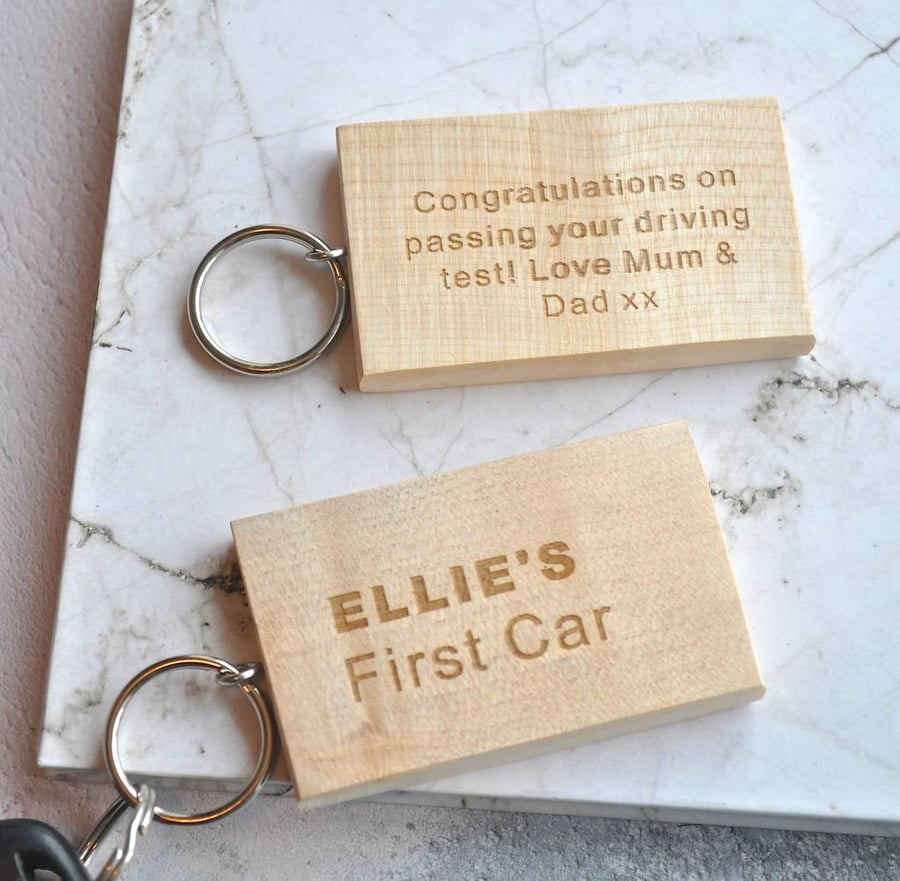 Congratulations on
passing your driving
test! Love Mum &
Dad xx
ELLIE'S
First Car